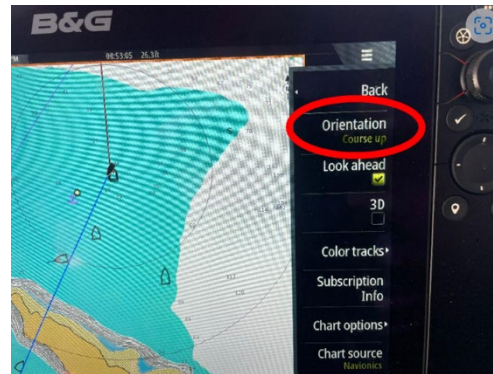 B&G
00:53:05 26.3ft
Back
Orientation
Course up
Look ahead
3D
Color tracks
Subscription
Info
Chart options
Chart source
Navionics